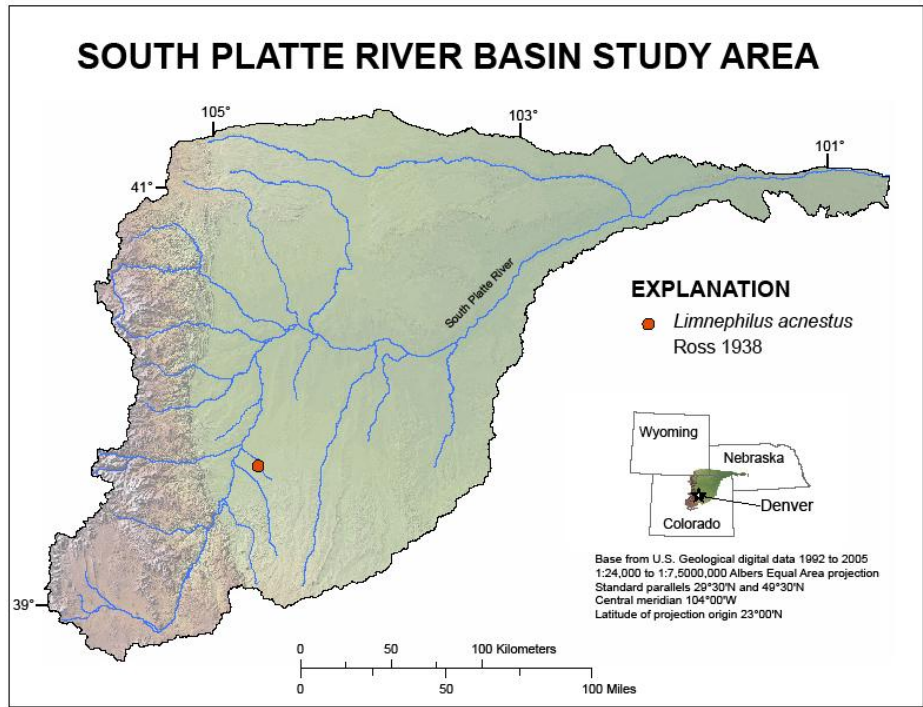 SOUTH PLATTE RIVER BASIN STUDY AREA
105°
103°
101°
41°
South Platte River
EXPLANATION
Limnephilus acnestus
Ross 1938
Wyoming
Nebraska
Denver
Colorado
Base from U.S. Geological digital data 1992 to 2005
1:24,000 to 1:7,5000,000 Albers Equal Area projection
Standard parallels 29°30'N and 49°30'N
Central meridian 104°00'W
Latitude of projection origin 23°00'N
39°
0 50 100 Kilometers
0 50 100 Miles